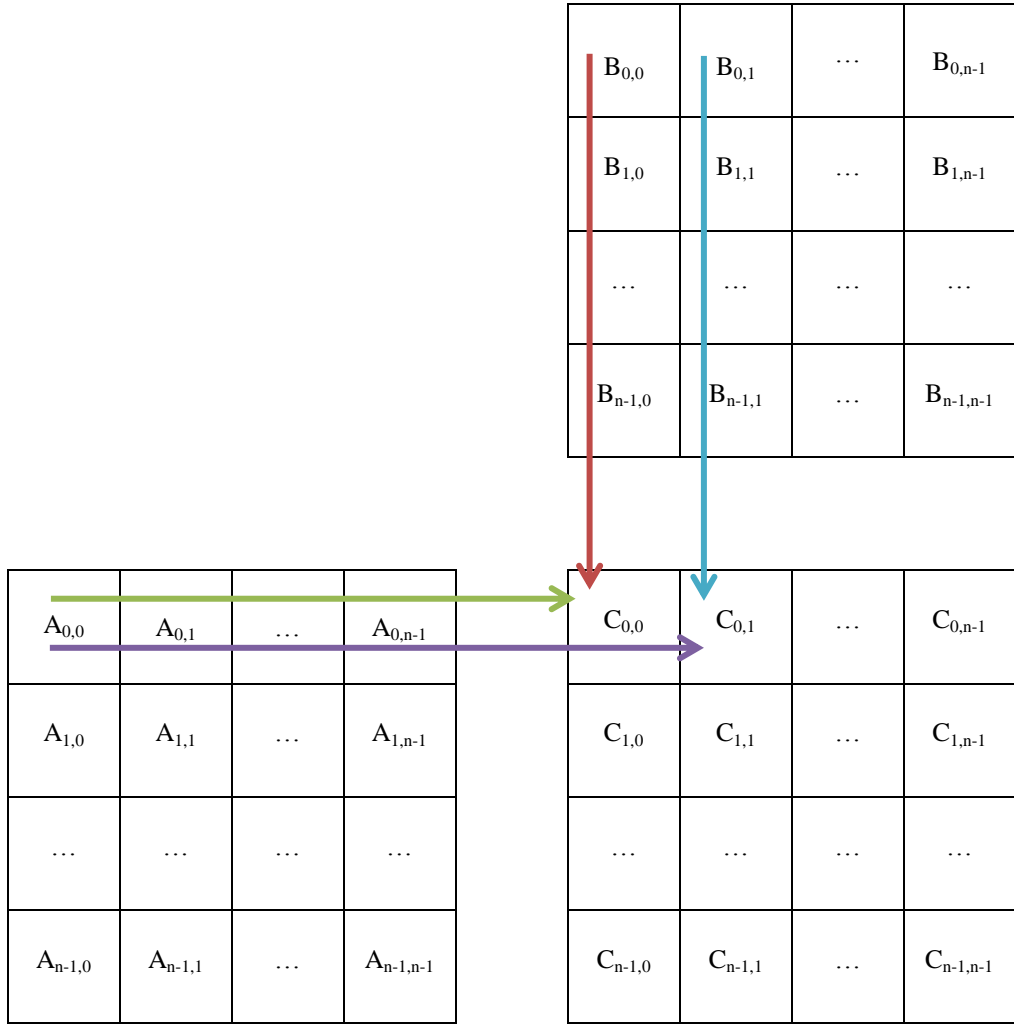 B0,0 B0,1 … B0,n-1
B1,0 B1,1 … B1,n-1
… … … …
Bn-1,0 Bn-1,1 … Bn-1,n-1
A0,0 A0,1 … A0,n-1 C0,0 C0,1 … C0,n-1
A1,0 A1,1 … A1,n-1 C1,0 C1,1 … C1,n-1
… … … … … … … …
An-1,0 An-1,1 … An-1,n-1 Cn-1,0 Cn-1,1 … Cn-1,n-1